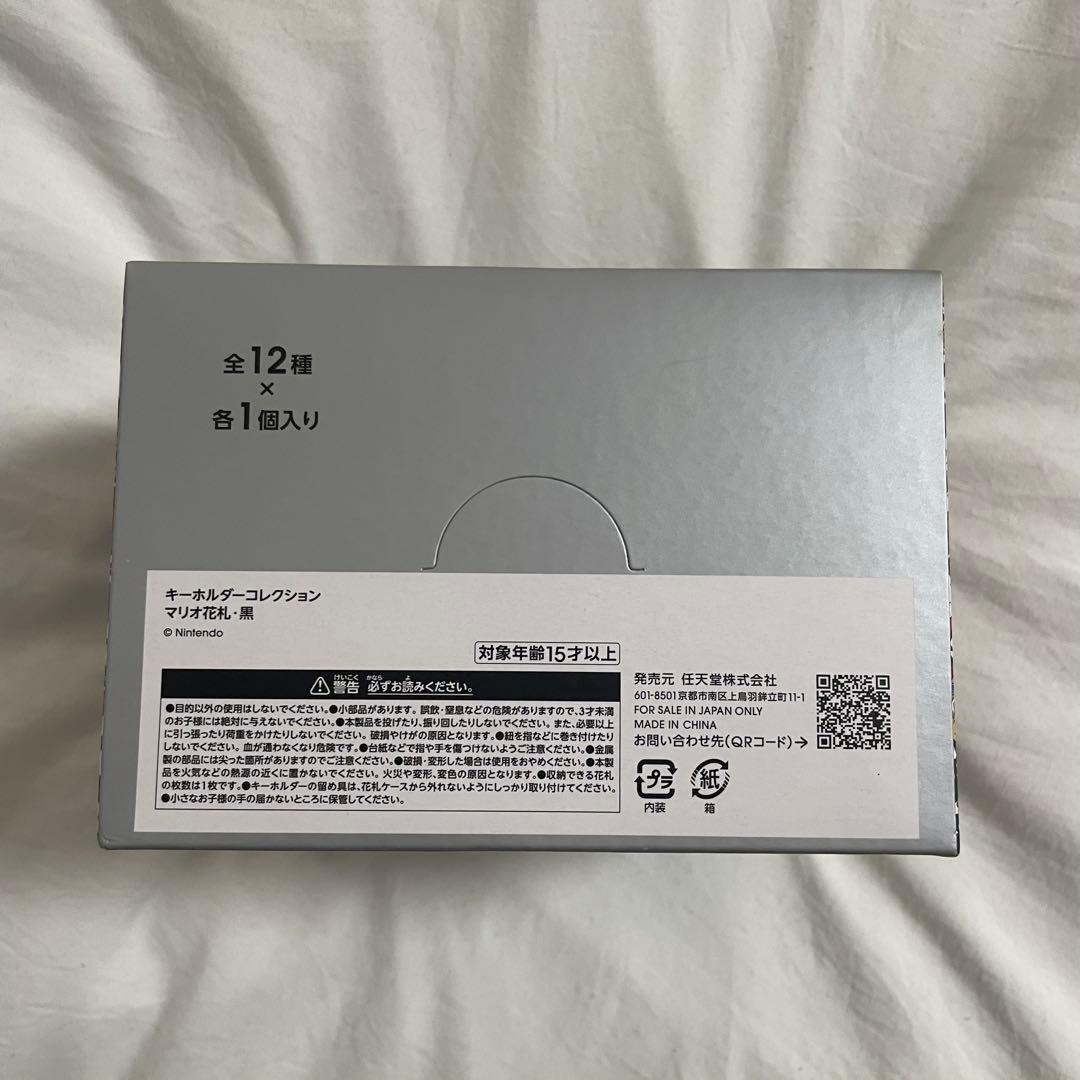 全12種
×
各1個入り
キーホルダーコレクション
マリオ花札・黒
© Nintendo
対象年齢15才以上
けいこく かなら よ
警告 必ずお読みください。
●目的以外の使用はしないでください。●小部品があります。誤飲・窒息などの危険がありますので、3才未満
のお子様には絶対に与えないでください。●本製品を投げたり、振り回したりしないでください。また、必要以上
に引っ張ったり荷重をかけたりしないでください。破損やけがの原因となります。●紐を指などに巻き付けたり
しないでください。血が通わなくなり危険です。●台紙などで指や手を傷つけないようご注意ください。●金属
製の部品には尖った箇所がありますのでご注意ください。●破損・変形した場合は使用をおやめください。●本製
品を火気などの熱源の近くに置かないでください。火災や変形、変色の原因となります。●収納できる花札
の枚数は1枚です。●キーホルダーの留め具は、花札ケースから外れないようにしっかり取り付けてください。
●小さなお子様の手の届かないところに保管してください。
発売元 任天堂株式会社
601-8501 京都市南区上鳥羽鉾立町11-1
FOR SALE IN JAPAN ONLY
MADE IN CHINA
お問い合わせ先(QRコード)→
プラ 紙
内装 箱